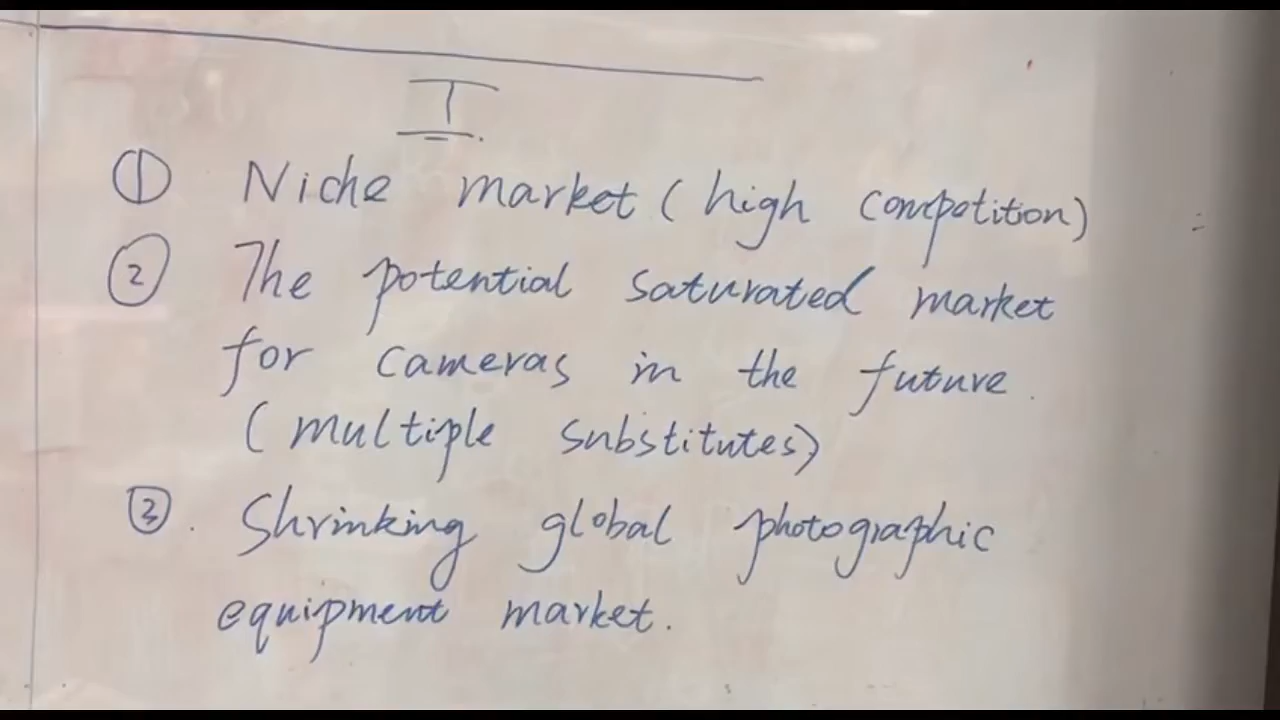 T
① Niche market (high competition)
② The potential saturated market
for cameras in the future.
(multiple substitutes)
③. Shrinking global photographic
equipment market.